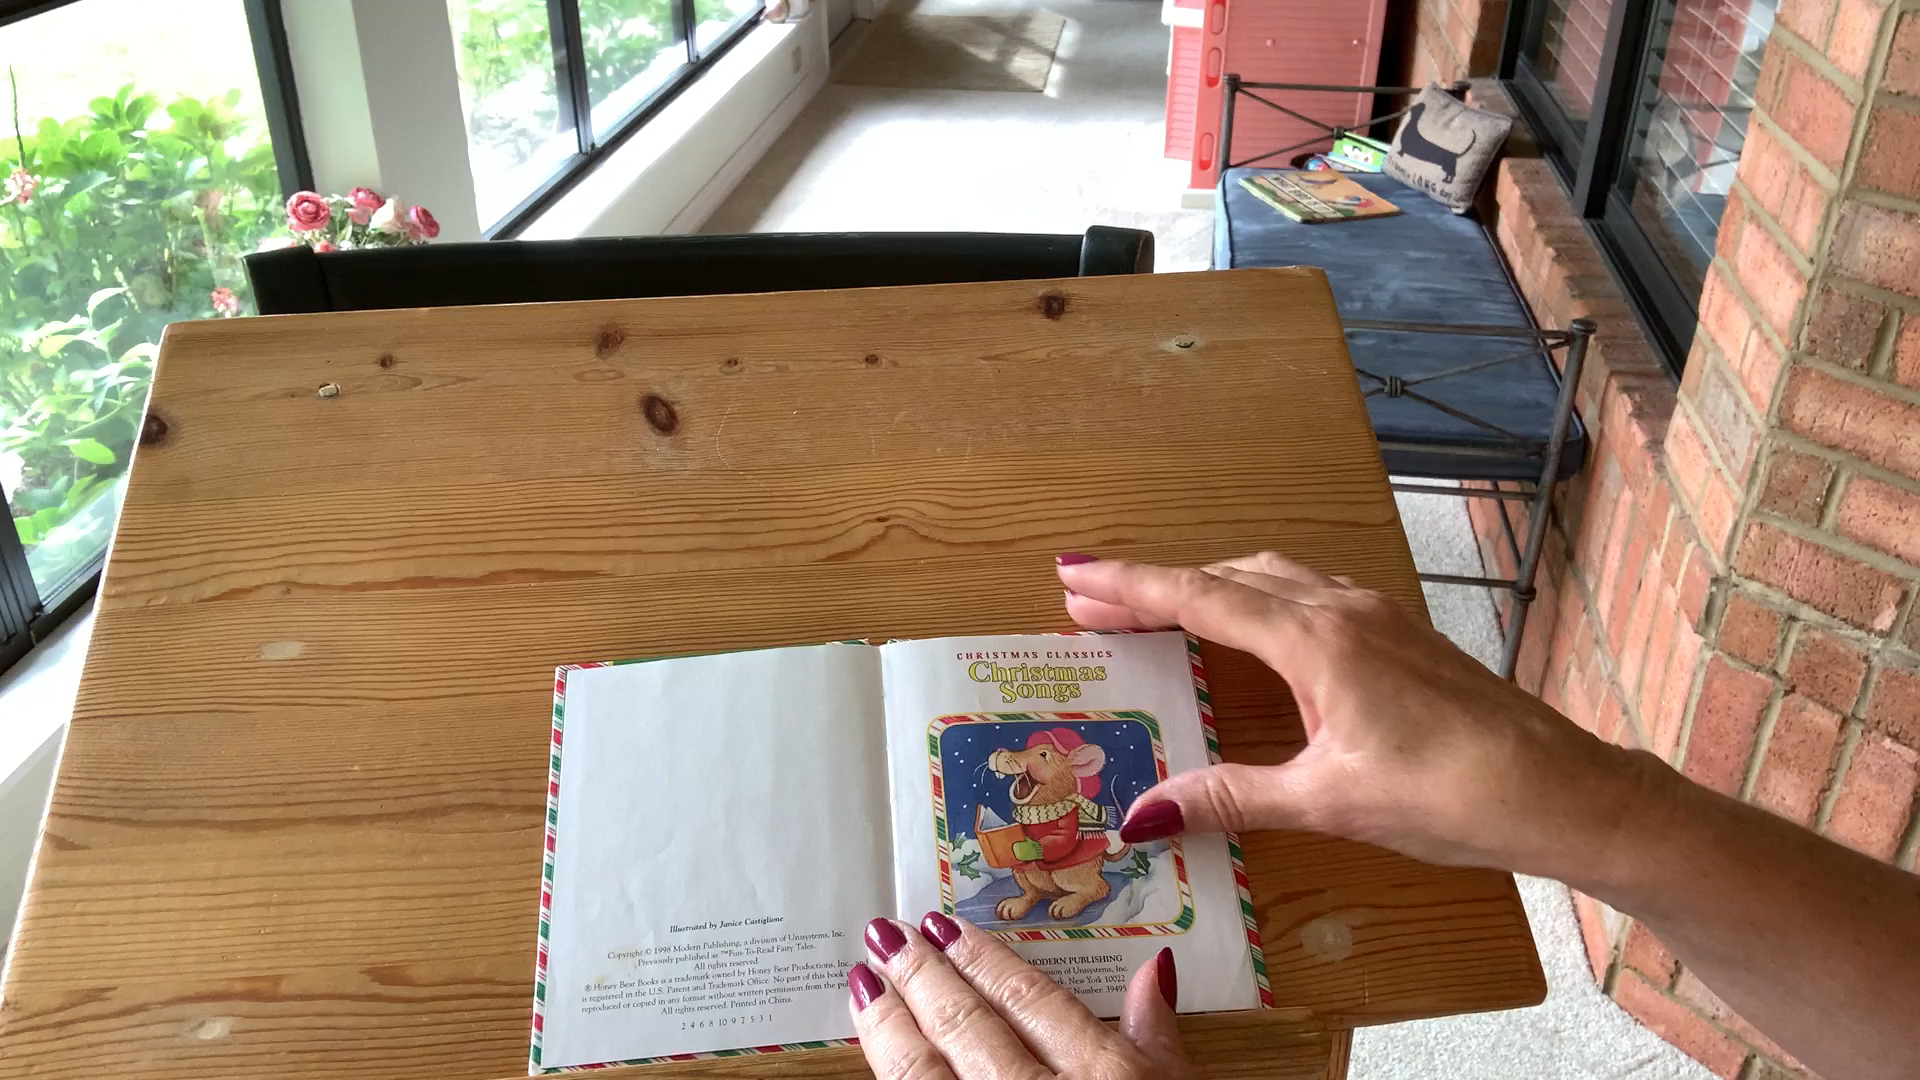 CHRISTMAS CLASSICS
Christmas
Songs
Illustrated by Janice Castiglione
Copyright © 1998 Modern Publishing, a division of Unisystems, Inc.
Previously published as ™Fun-To-Read Fairy Tales.
All rights reserved.
® Honey Bear Books is a trademark owned by Honey Bear Productions, Inc., and
is registered in the U.S. Patent and Trademark Office. No part of this book
reproduced or copied in any format without written permission from the
All rights reserved. Printed in China.
2 4 6 8 10 9 7 5 3 1
MODERN PUBLISHING
of Unisystems, Inc.
New York 10022
Number: 39495
LONG